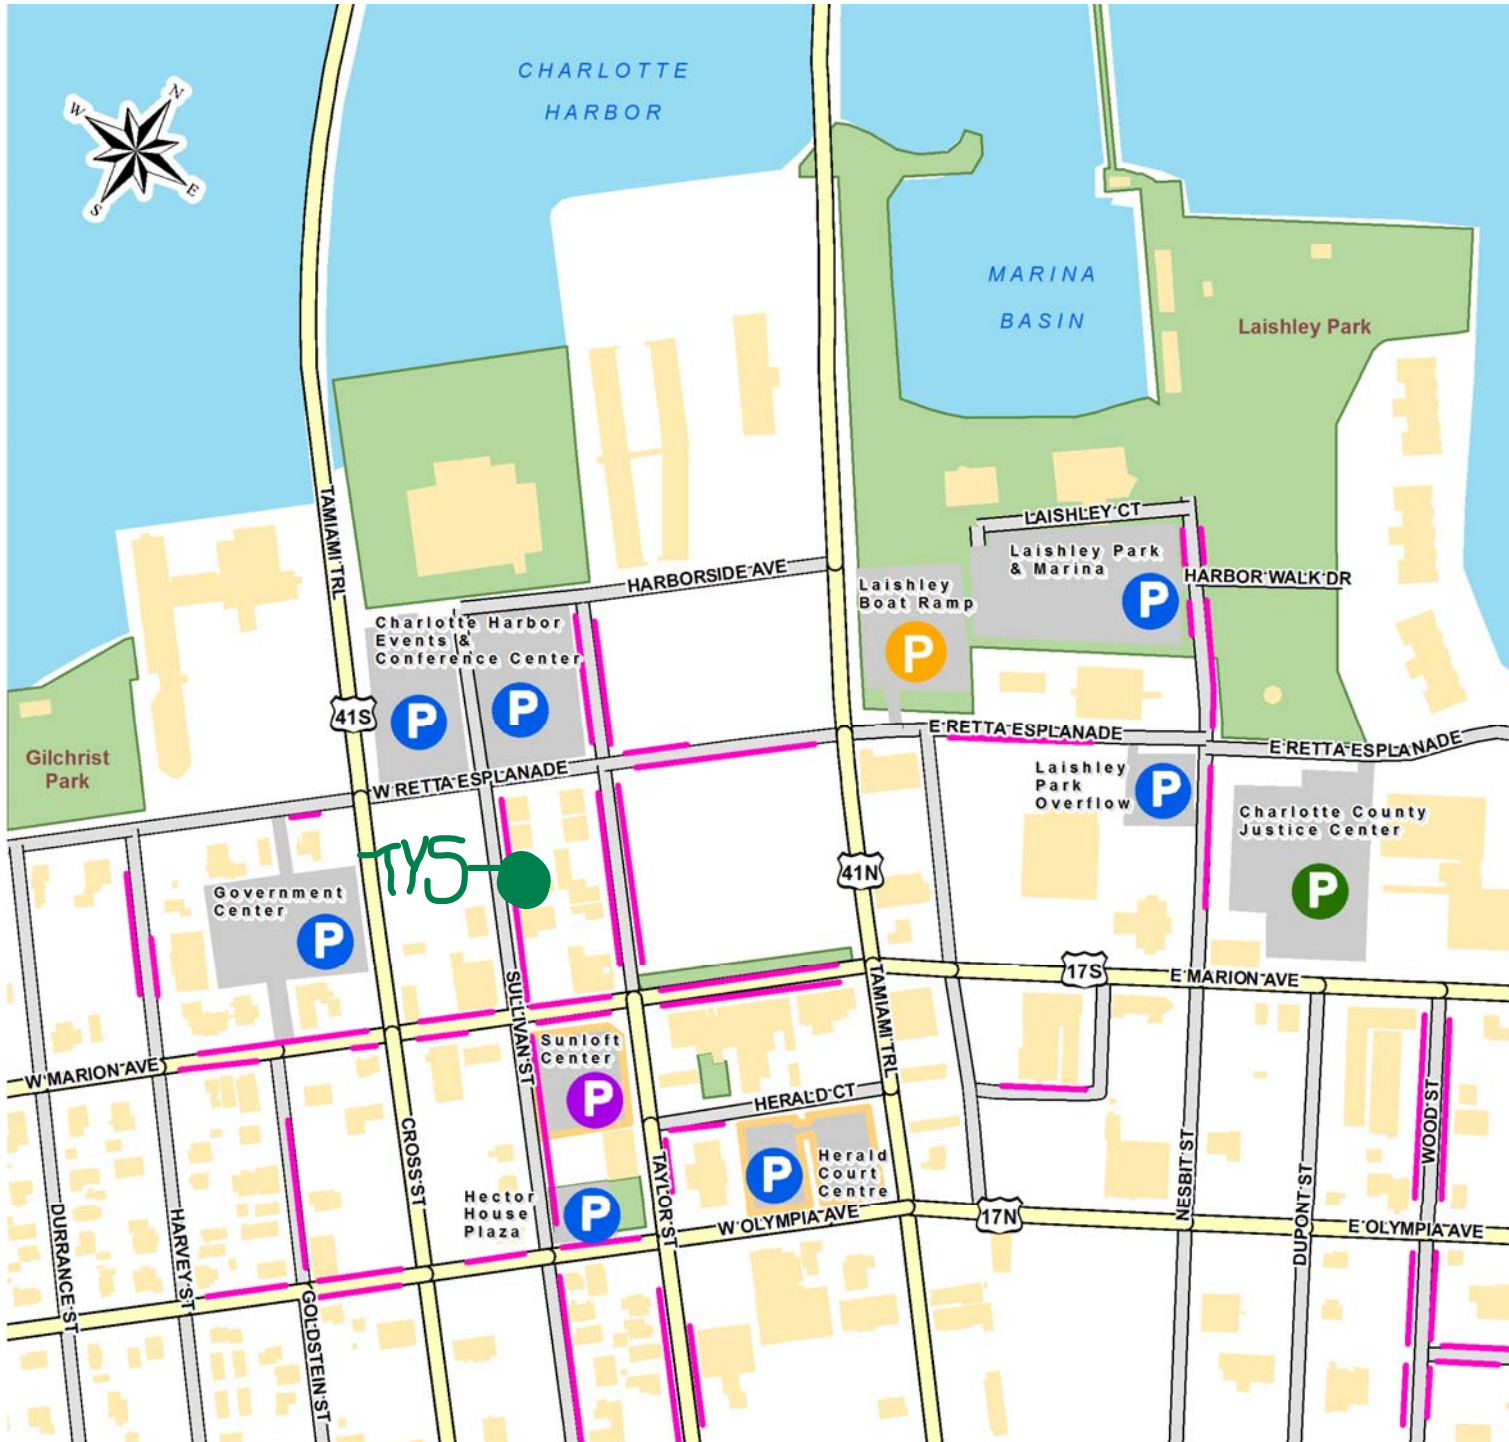 CHARLOTTE
HARBOR
N
W
E
S
MARINA
BASIN
Laishley Park
TAMIAMI TRL
LAISHLEY CT
Laishley Park
& Marina
P
HARBOR WALK DR
HARBORSIDE AVE
Laishley
Boat Ramp
P
Charlotte Harbor
Events &
Conference Center
P
P
41S
Gilchrist
Park
W RETTA ESPLANADE
E RETTA ESPLANADE
E RETTA ESPLANADE
Laishley
Park
Overflow
P
Charlotte County
Justice Center
P
TYS
41N
Government
Center
P
SULLIVAN ST
TAMIAMI TRL
17S
E MARION AVE
W MARION AVE
Sunloft
Center
P
HERALD CT
CROSS ST
TAYLOR ST
P
Herald
Court
Centre
Hector
House
Plaza
P
W OLYMPIA AVE
17N
E OLYMPIA AVE
DURRANCE ST
HARVEY ST
GOLDSTEIN ST
NESBIT ST
DUPONT ST
WOOD ST